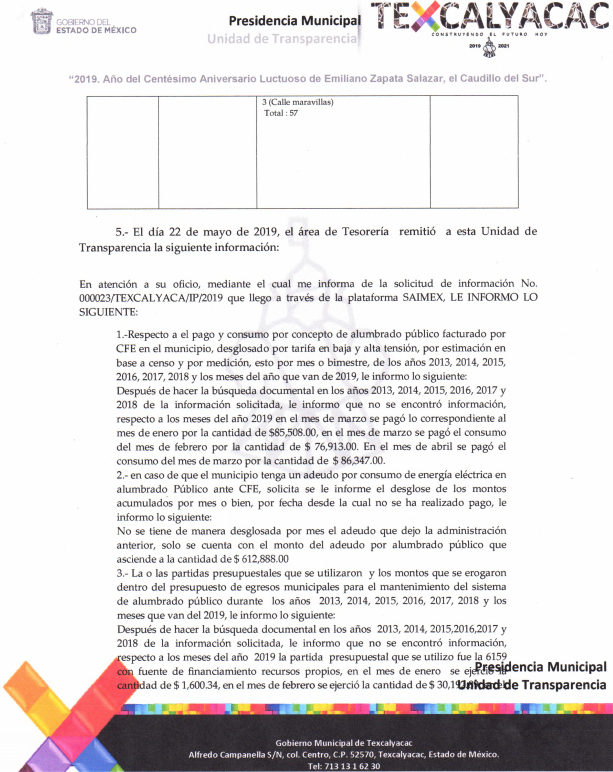 GOBIERNO DEL
ESTADO DE MÉXICO
Presidencia Municipal
Unidad de Transparencia
TEXCALYACAC
CONSTRUYENDO EL FUTURO HOY
2019 2021
"2019. Año del Centésimo Aniversario Luctuoso de Emiliano Zapata Salazar, el Caudillo del Sur".
3 (Calle maravillas)
Total : 57
5.- El día 22 de mayo de 2019, el área de Tesorería remitió a esta Unidad de
Transparencia la siguiente información:
En atención a su oficio, mediante el cual me informa de la solicitud de información No.
000023/TEXCALYACA/IP/2019 que llego a través de la plataforma SAIMEX, LE INFORMO LO
SIGUIENTE:
1.-Respecto al pago y consumo por concepto de alumbrado público facturado por
CFE en el municipio, desglosado por tarifa en baja y alta tensión, por estimación en
base a censo y por medición, esto por mes o bimestre, de los años 2013, 2014, 2015,
2016, 2017, 2018 y los meses del año que van de 2019, le informo lo siguiente:
Después de hacer la búsqueda documental en los años 2013, 2014, 2015, 2016, 2017 y
2018 de la información solicitada, le informo que no se encontró información,
respecto a los meses del año 2019 en el mes de marzo se pagó lo correspondiente al
mes de enero por la cantidad de $85,508.00, en el mes de marzo se pagó el consumo
del mes de febrero por la cantidad de $ 76,913.00. En el mes de abril se pagó el
consumo del mes de marzo por la cantidad de $ 86,347.00.
2.- en caso de que el municipio tenga un adeudo por consumo de energía eléctrica en
alumbrado Público ante CFE, solicita se le informe el desglose de los montos
acumulados por mes o bien, por fecha desde la cual no se ha realizado pago, le
informo lo siguiente:
No se tiene de manera desglosada por mes el adeudo que dejo la administración
anterior, solo se cuenta con el monto del adeudo por alumbrado público que
asciende a la cantidad de $ 612,888.00
3.- La o las partidas presupuestales que se utilizaron y los montos que se erogaron
dentro del presupuesto de egresos municipales para el mantenimiento del sistema
de alumbrado público durante los años 2013, 2014, 2015, 2016, 2017, 2018 y los
meses que van del 2019, le informo lo siguiente:
Después de hacer la búsqueda documental en los años 2013, 2014, 2015,2016,2017 y
2018 de la información solicitada, le informo que no se encontró información,
respecto a los meses del año 2019 la partida presupuestal que se utilizo fue la 6159
con fuente de financiamiento recursos propios, en el mes de enero se ejerció la
cantidad de $ 1,600.34, en el mes de febrero se ejerció la cantidad de $ 30,19
Presidencia Municipal
Unidad de Transparencia
Gobierno Municipal de Texcalyacac
Alfredo Campanella S/N, col. Centro, C.P. 52570, Texcalyacac, Estado de México.
Tel: 713 13 1 62 30